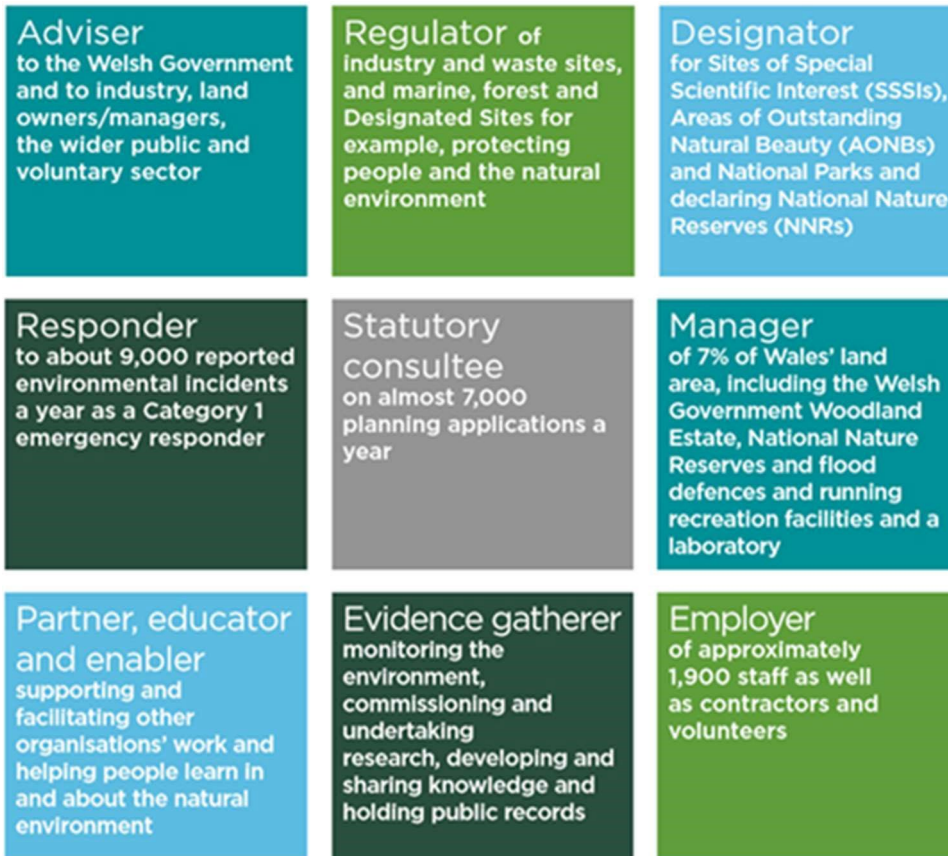 Adviser
to the Welsh Government
and to industry, land
owners/managers,
the wider public and
voluntary sector
Regulator of
industry and waste sites,
and marine, forest and
Designated Sites for
example, protecting
people and the natural
environment
Designator
for Sites of Special
Scientific Interest (SSSIs),
Areas of Outstanding
Natural Beauty (AONBs)
and National Parks and
declaring National Nature
Reserves (NNRs)
Responder
to about 9,000 reported
environmental incidents
a year as a Category 1
emergency responder
Statutory
consultee
on almost 7,000
planning applications a
year
Manager
of 7% of Wales' land
area, including the Welsh
Government Woodland
Estate, National Nature
Reserves and flood
defences and running
recreation facilities and a
laboratory
Partner, educator
and enabler
supporting and
facilitating other
organisations' work and
helping people learn in
and about the natural
environment
Evidence gatherer
monitoring the
environment,
commissioning and
undertaking
research, developing and
sharing knowledge and
holding public records
Employer
of approximately
1,900 staff as well
as contractors and
volunteers